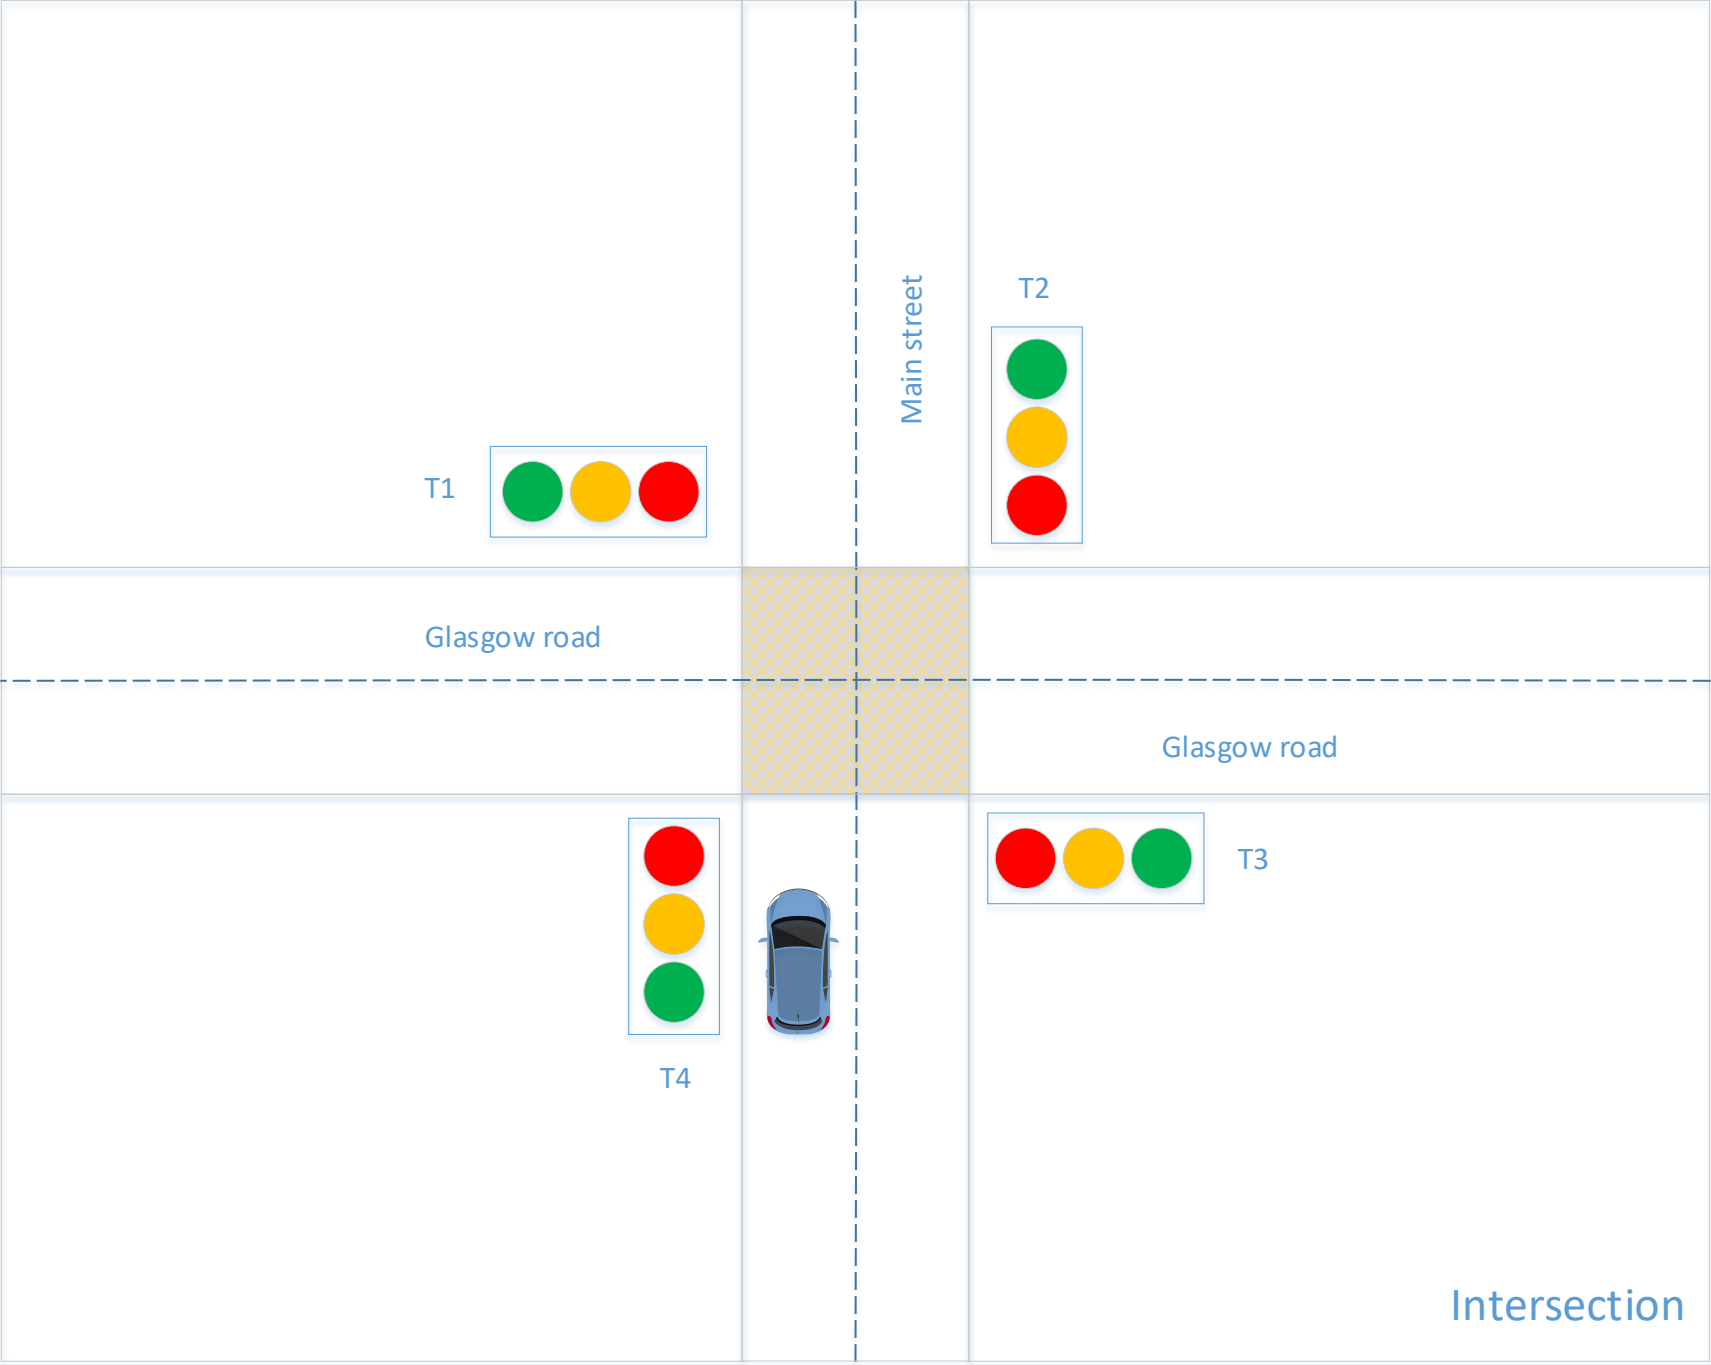 T2
Main street
T1
Glasgow road
Glasgow road
T3
T4
Intersection